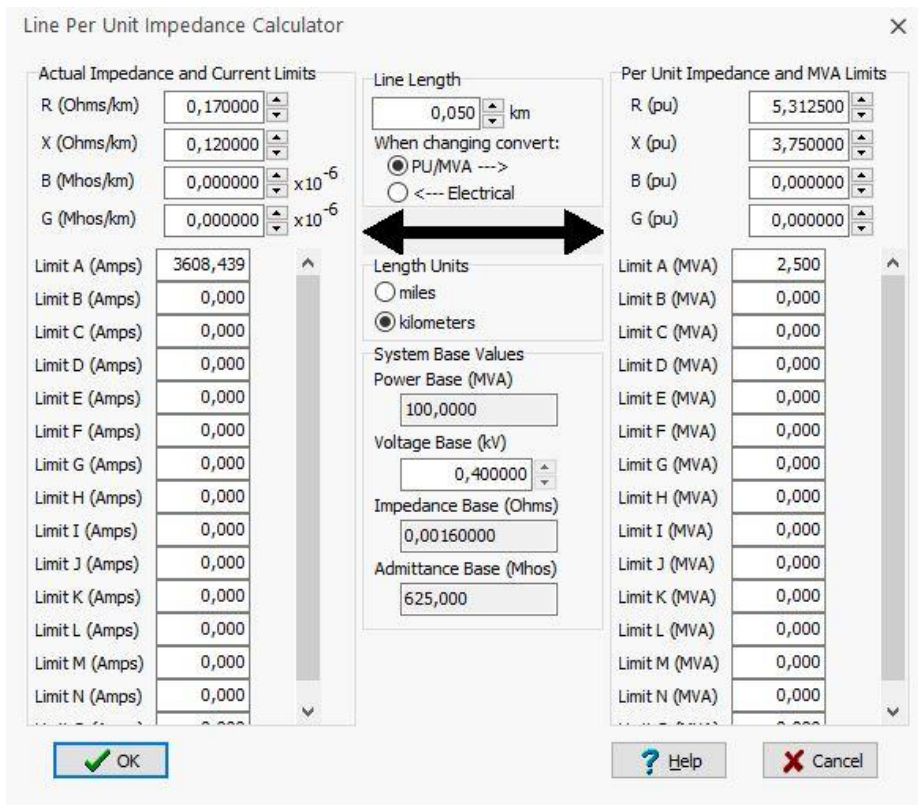 Line Per Unit Impedance Calculator
Actual Impedance and Current Limits
R (Ohms/km) 0,170000
X (Ohms/km) 0,120000
B (Mhos/km) 0,000000 x10-6
G (Mhos/km) 0,000000 x10-6
Limit A (Amps) 3608,439
Limit B (Amps) 0,000
Limit C (Amps) 0,000
Limit D (Amps) 0,000
Limit E (Amps) 0,000
Limit F (Amps) 0,000
Limit G (Amps) 0,000
Limit H (Amps) 0,000
Limit I (Amps) 0,000
Limit J (Amps) 0,000
Limit K (Amps) 0,000
Limit L (Amps) 0,000
Limit M (Amps) 0,000
Limit N (Amps) 0,000
Line Length
0,050 km
When changing convert:
PU/MVA --->
<--- Electrical
Length Units
miles
kilometers
System Base Values
Power Base (MVA)
100,0000
Voltage Base (kV)
0,400000
Impedance Base (Ohms)
0,00160000
Admittance Base (Mhos)
625,000
Per Unit Impedance and MVA Limits
R (pu) 5,312500
X (pu) 3,750000
B (pu) 0,000000
G (pu) 0,000000
Limit A (MVA) 2,500
Limit B (MVA) 0,000
Limit C (MVA) 0,000
Limit D (MVA) 0,000
Limit E (MVA) 0,000
Limit F (MVA) 0,000
Limit G (MVA) 0,000
Limit H (MVA) 0,000
Limit I (MVA) 0,000
Limit J (MVA) 0,000
Limit K (MVA) 0,000
Limit L (MVA) 0,000
Limit M (MVA) 0,000
Limit N (MVA) 0,000
OK
Help
Cancel